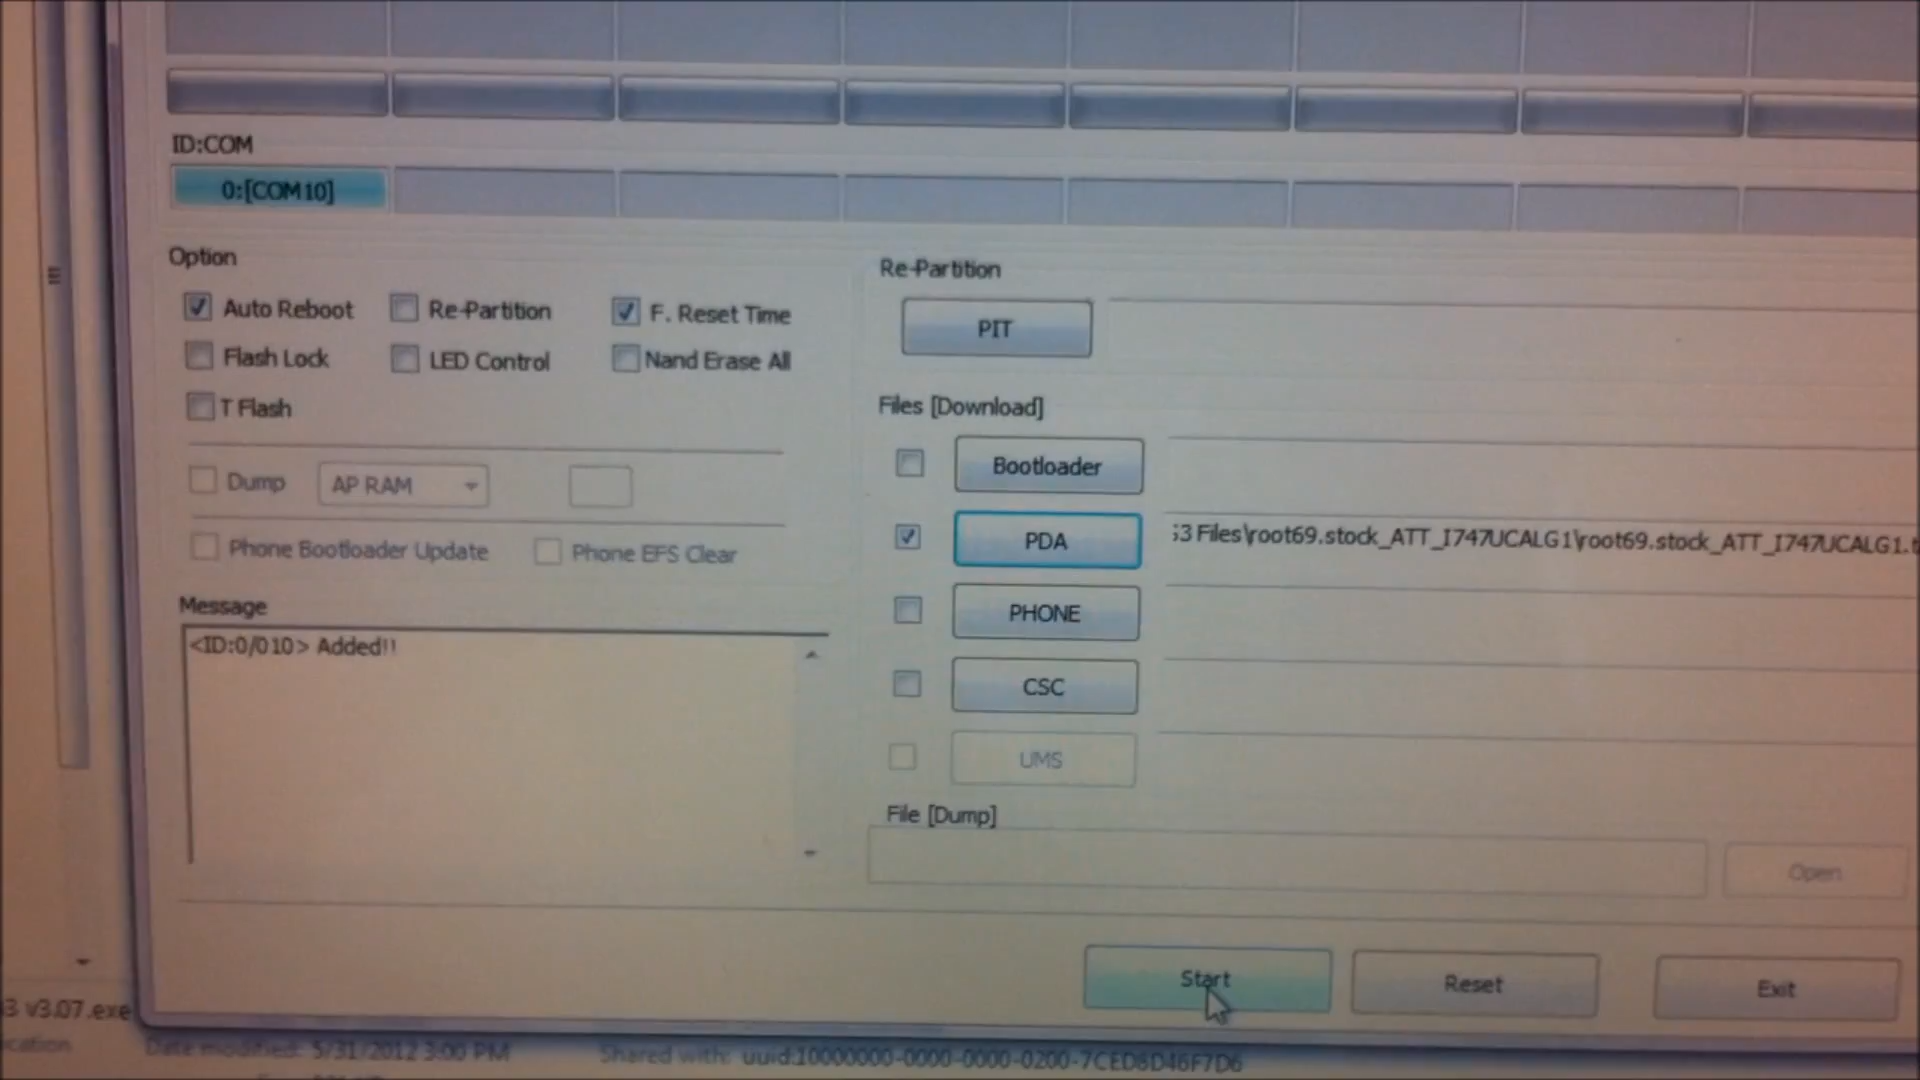 ID:COM
0:[COM10]
Option
Auto Reboot
Re-Partition
F. Reset Time
Flash Lock
LED Control
Nand Erase All
T Flash
Dump
AP RAM
Phone Bootloader Update
Phone EFS Clear
Message
<ID:0/010> Added!!
Re-Partition
PIT
Files [Download]
Bootloader
PDA
S3 Files\root69.stock_ATT_I747UCALG1\root69.stock_ATT_I747UCALG1.t
PHONE
CSC
UMS
File [Dump]
Open
Start
Reset
Exit
3 v3.07.exe
Date modified: 5/31/2012 3:00 PM
Shared with: uuid:10000000-0000-0000-0200-7CED8D46F7D6